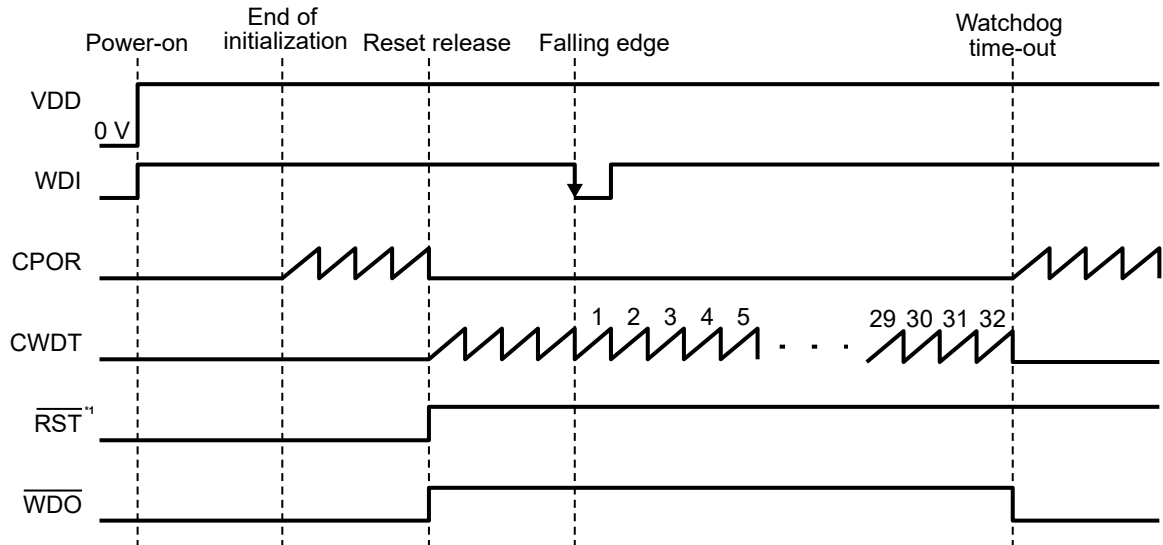 Power-on
End of
initialization
Reset release
Falling edge
Watchdog
time-out
VDD
0 V
WDI
CPOR
CWDT
1 2 3 4 5 · · · · 29 30 31 32
RST*1
WDO